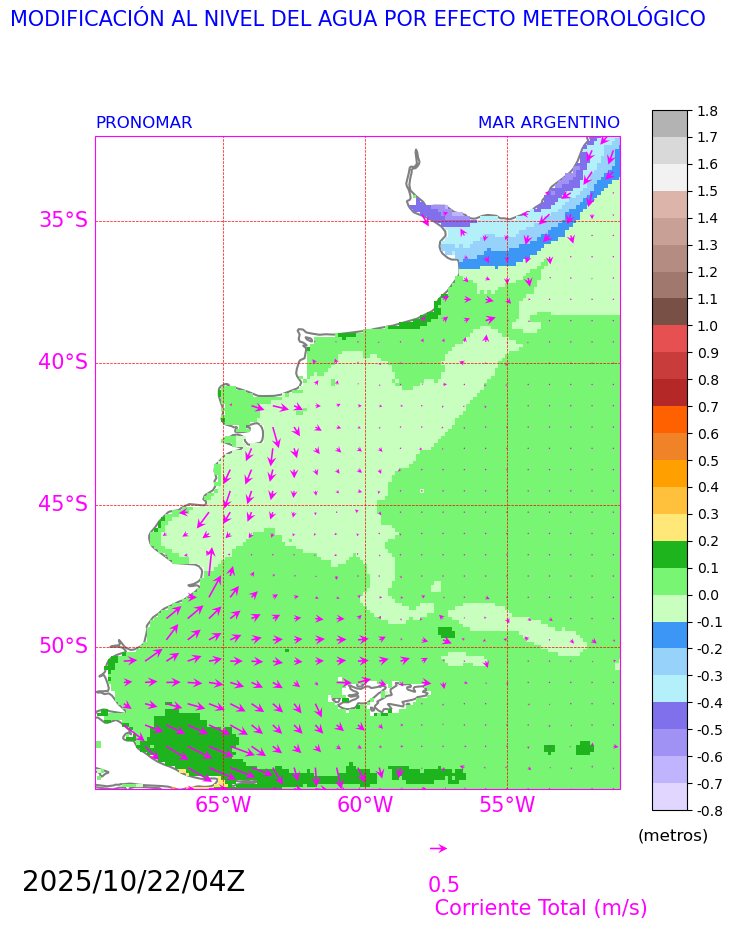 MODIFICACIÓN AL NIVEL DEL AGUA POR EFECTO METEOROLÓGICO
PRONOMAR
MAR ARGENTINO
35°S
40°S
45°S
50°S
65°W
60°W
55°W
1.8
1.7
1.6
1.5
1.4
1.3
1.2
1.1
1.0
0.9
0.8
0.7
0.6
0.5
0.4
0.3
0.2
0.1
0.0
-0.1
-0.2
-0.3
-0.4
-0.5
-0.6
-0.7
-0.8
(metros)
2025/10/22/04Z
0.5
Corriente Total (m/s)